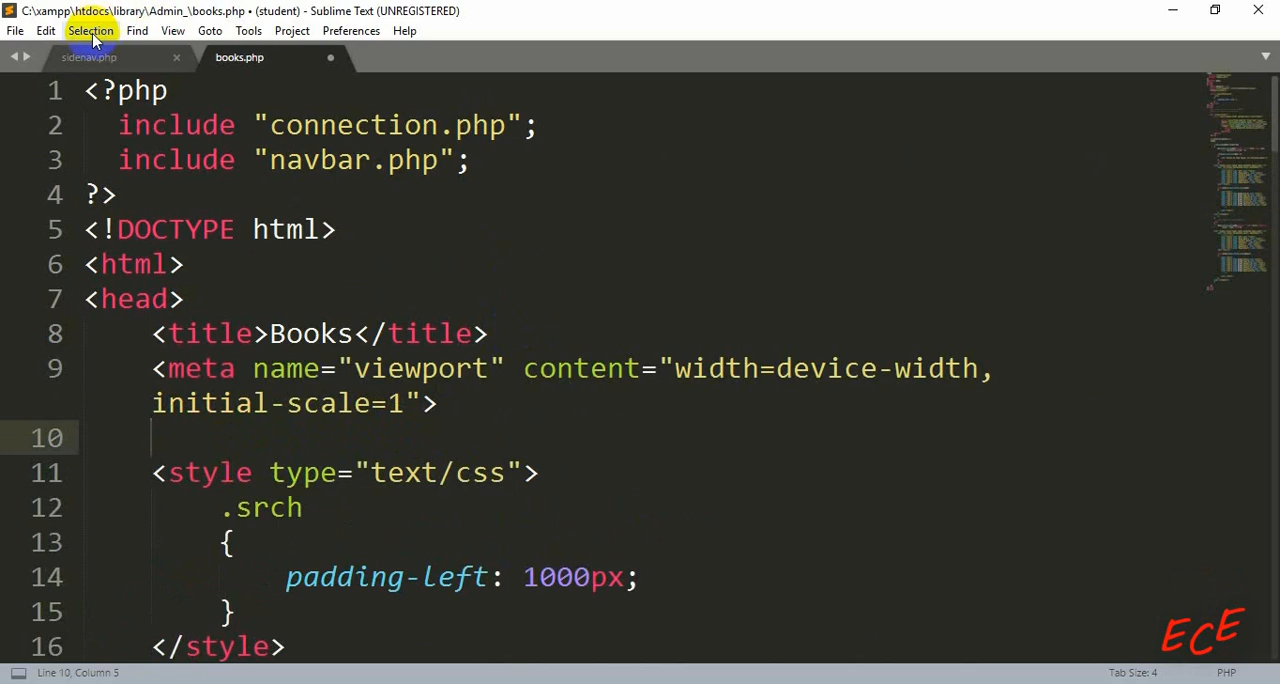 C:\xampp\htdocs\library\Admin_\books.php • (student) - Sublime Text (UNREGISTERED)
File Edit Selection Find View Goto Tools Project Preferences Help
sidenav.php books.php
1 <?php
2 include "connection.php";
3 include "navbar.php";
4 ?>
5 <!DOCTYPE html>
6 <html>
7 <head>
8 <title>Books</title>
9 <meta name="viewport" content="width=device-width,
initial-scale=1">
10
11 <style type="text/css">
12 .srch
13 {
14 padding-left: 1000px;
15 }
16 </style>
ECE
Line 10, Column 5 Tab Size: 4 PHP